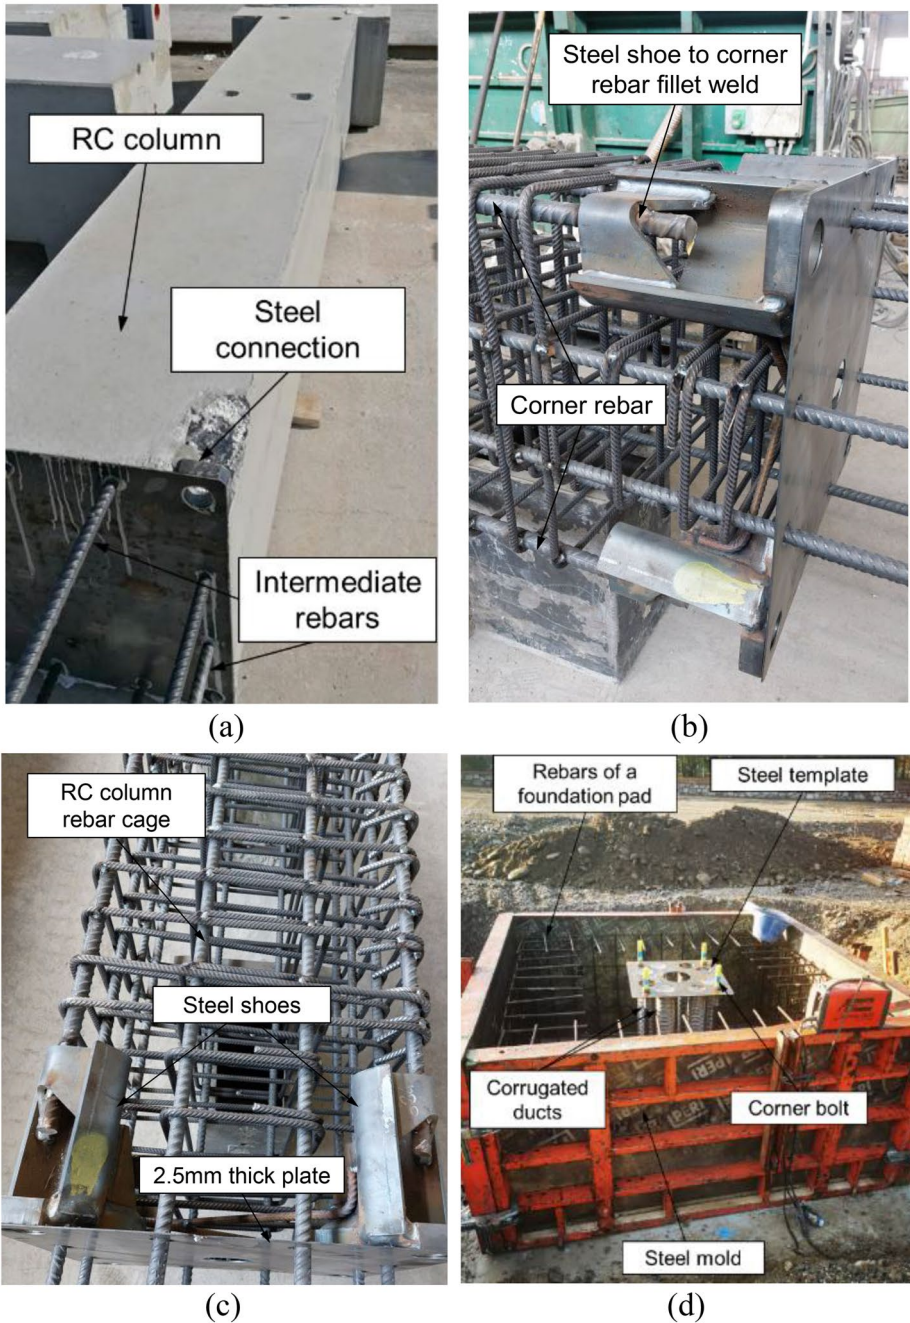 RC column
Steel
connection
Intermediate
rebars
(a)
Steel shoe to corner
rebar fillet weld
Corner rebar
(b)
RC column
rebar cage
Steel shoes
2.5mm thick plate
(c)
Rebars of a
foundation pad
Steel template
Corrugated
ducts
Corner bolt
Steel mold
PERI
(d)